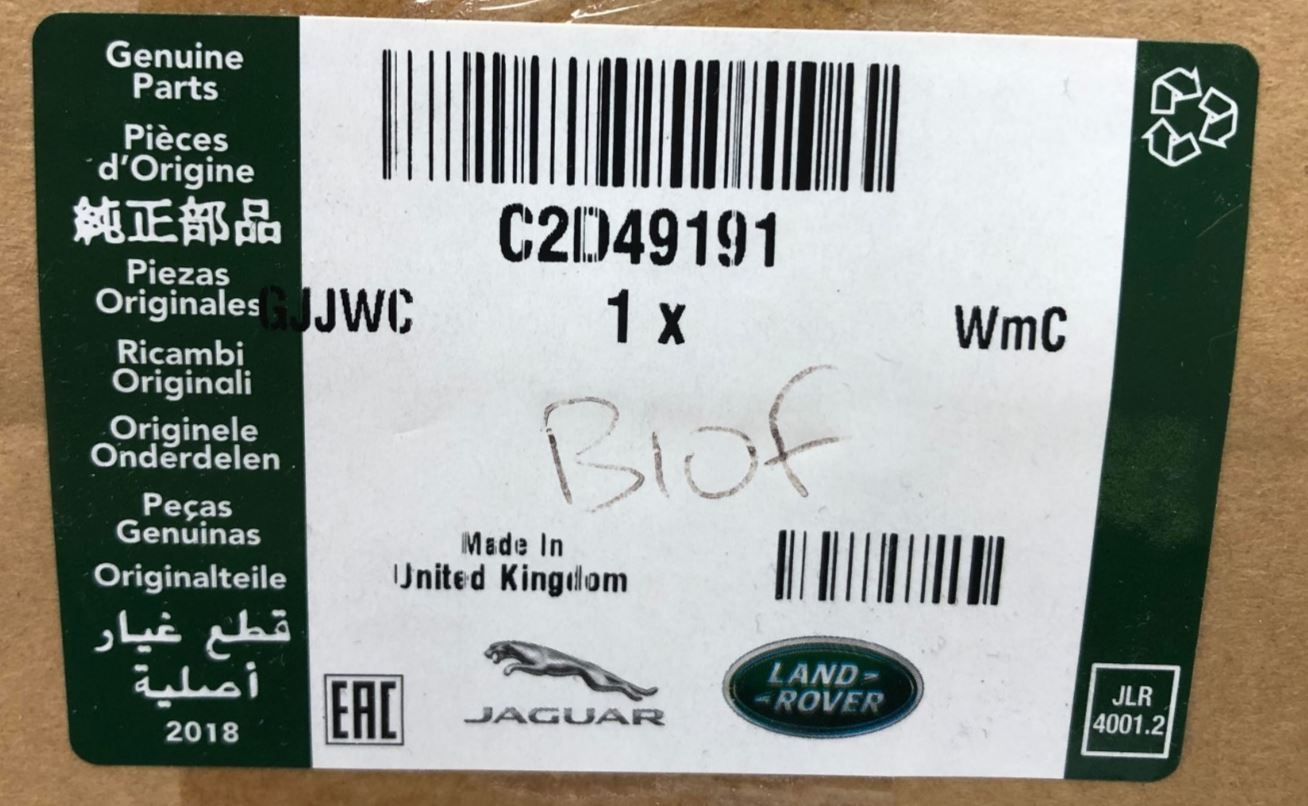 Genuine
Parts
Pièces
d'Origine
純正部品
Piezas
Originales
Ricambi
Originali
Originele
Onderdelen
Peças
Genuinas
Originalteile
قطع غيار
أصلية
2018
C2D49191
GJJWC 1 x WmC
B10f
Made In
United Kingdom
EAC
JAGUAR
LAND
ROVER
JLR
4001.2